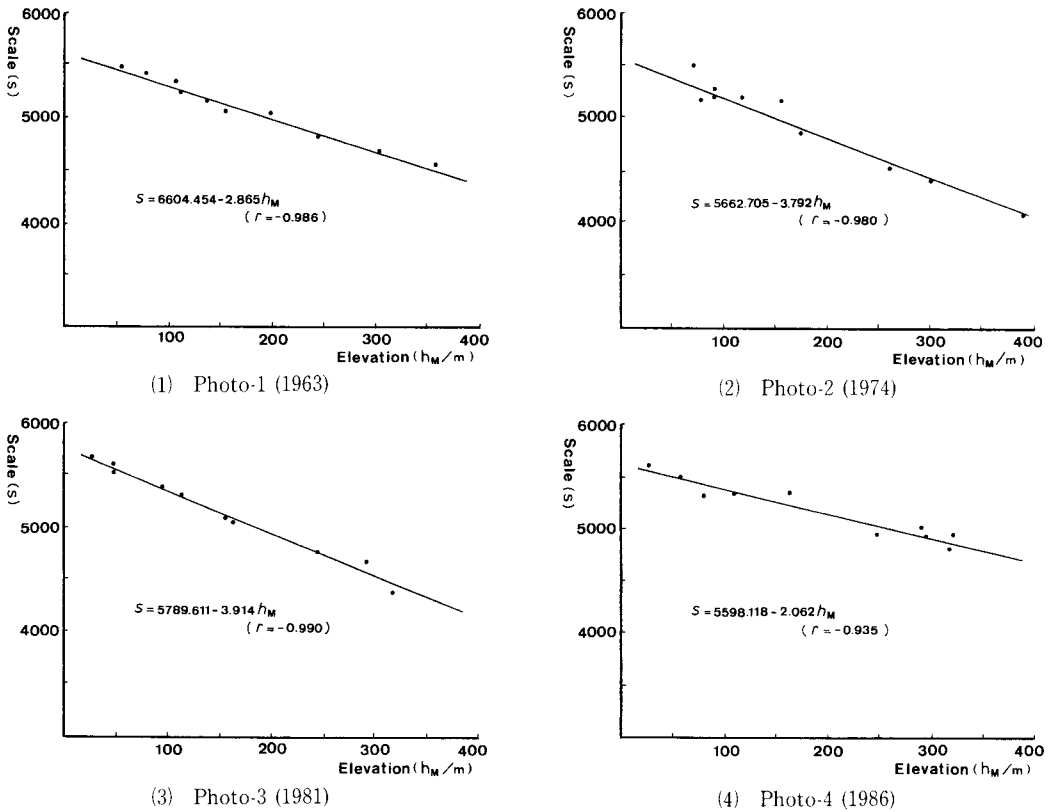 6000
5000
4000
Scale (s)
S = 6604.454 - 2.865 hM
( r = -0.986 )
100 200 300 400
Elevation ( hM / m )
(1) Photo-1 (1963)
6000
5000
4000
Scale (s)
S = 5662.705 - 3.792 hM
( r = -0.980 )
100 200 300 400
Elevation ( hM / m )
(2) Photo-2 (1974)
6000
5000
4000
Scale (s)
S = 5789.611 - 3.914 hM
( r = -0.990 )
100 200 300 400
Elevation ( hM / m )
(3) Photo-3 (1981)
6000
5000
4000
Scale (s)
S = 5598.118 - 2.062 hM
( r = -0.935 )
100 200 300 400
Elevation ( hM / m )
(4) Photo-4 (1986)